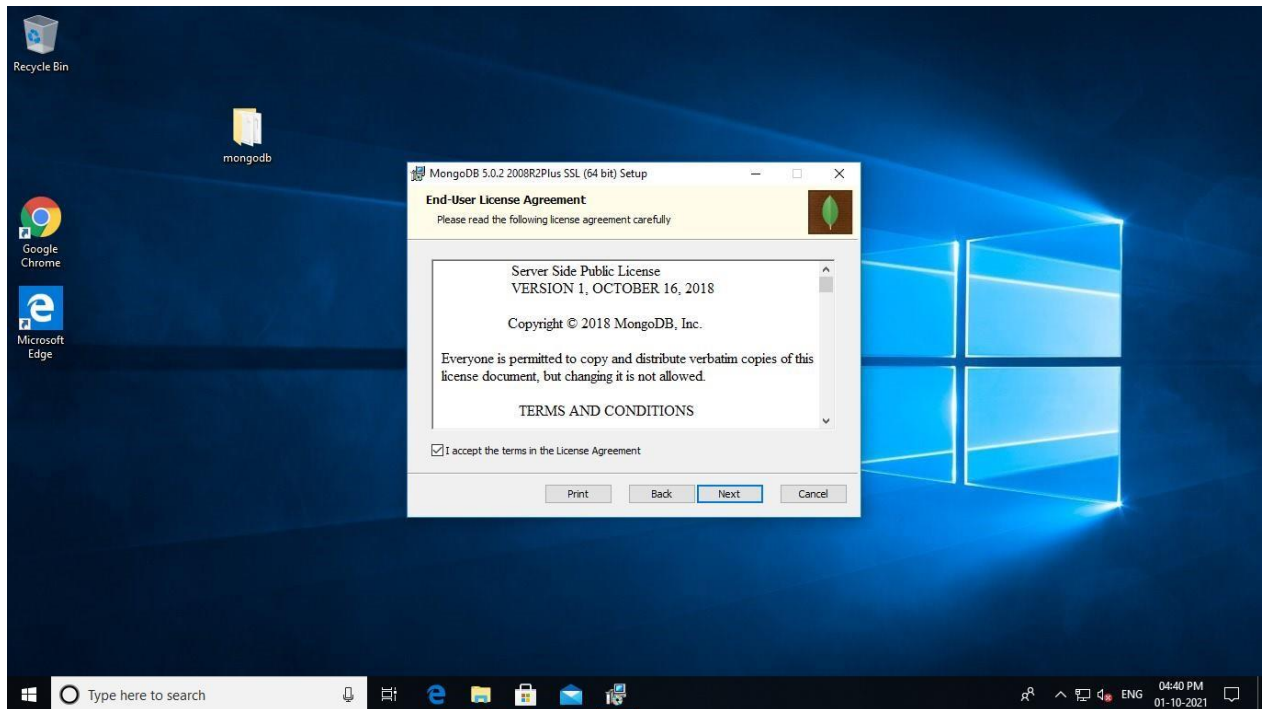 Recycle Bin
mongodb
Google
Chrome
Microsoft
Edge
MongoDB 5.0.2 2008R2Plus SSL (64 bit) Setup
End-User License Agreement
Please read the following license agreement carefully
Server Side Public License
VERSION 1, OCTOBER 16, 2018
Copyright © 2018 MongoDB, Inc.
Everyone is permitted to copy and distribute verbatim copies of this
license document, but changing it is not allowed.
TERMS AND CONDITIONS
I accept the terms in the License Agreement
Print Back Next Cancel
Type here to search
ENG
04:40 PM
01-10-2021